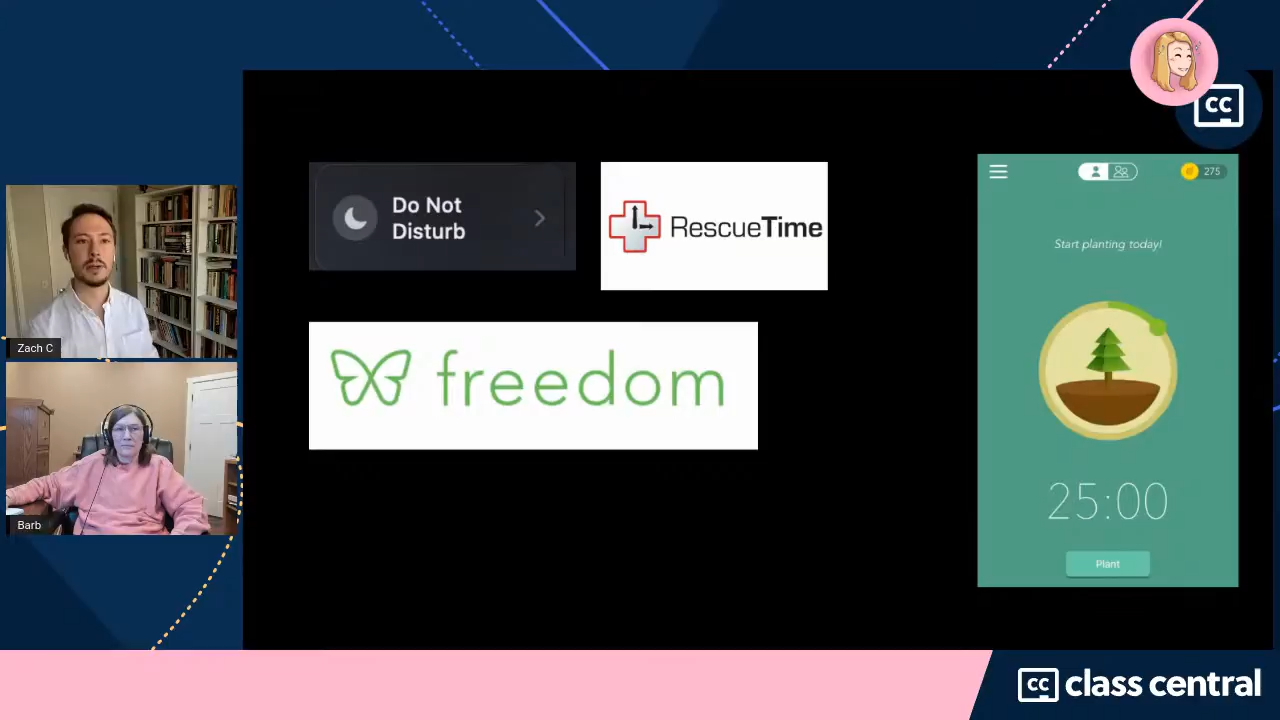 CC
Do Not
Disturb
RescueTime
275
Start planting today!
Zach C
freedom
25:00
Barb
Plant
CC class central